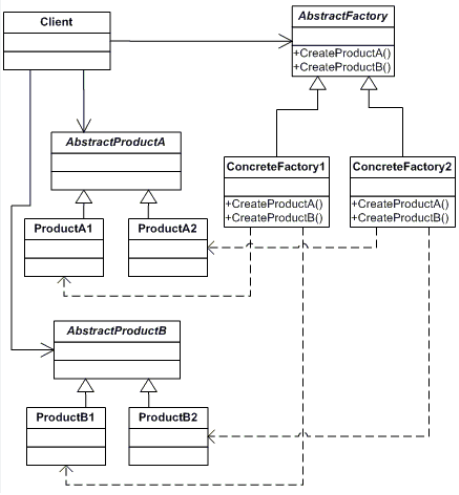 Client
AbstractFactory
+CreateProductA()
+CreateProductB()
AbstractProductA
ConcreteFactory1
+CreateProductA()
+CreateProductB()
ConcreteFactory2
+CreateProductA()
+CreateProductB()
ProductA1
ProductA2
AbstractProductB
ProductB1
ProductB2